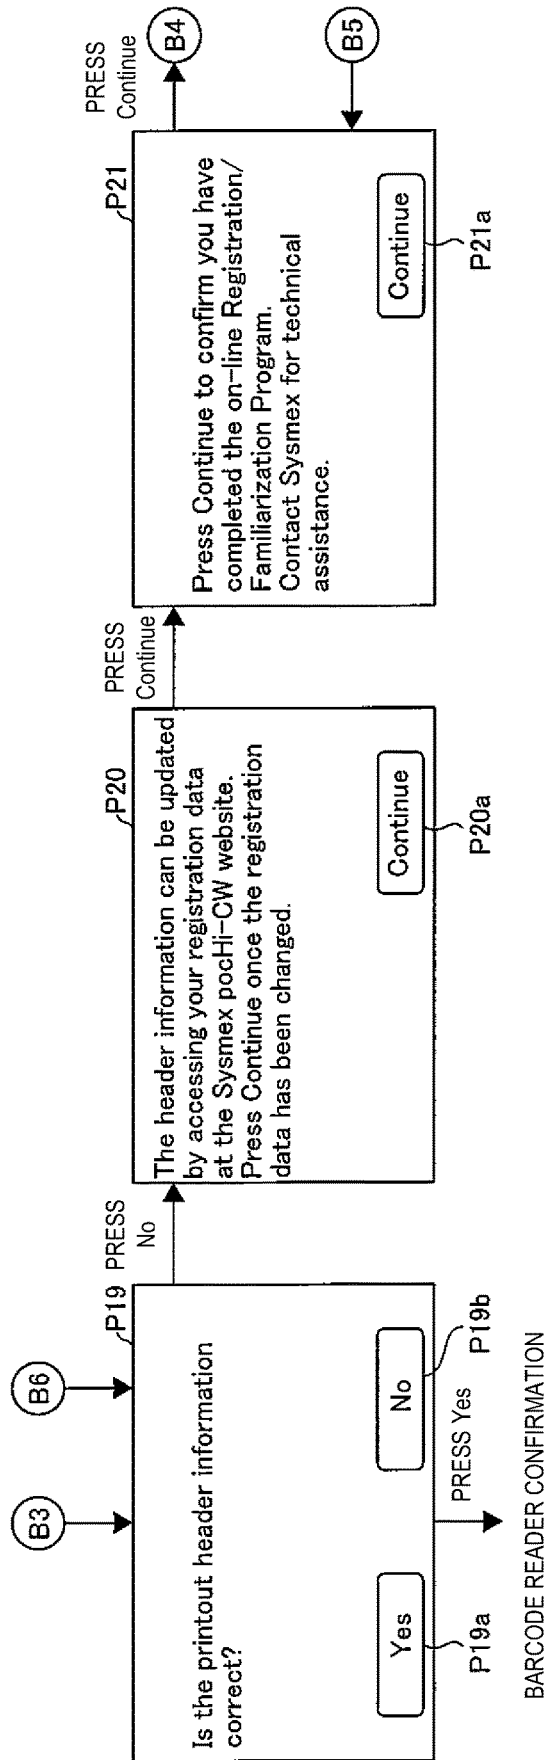 B3
B6
P19
Is the printout header information
correct?
Yes
No
P19a
P19b
PRESS Yes
BARCODE READER CONFIRMATION
PRESS
No
P20
The header information can be updated
by accessing your registration data
at the Sysmex pocHi-CW website.
Press Continue once the registration
data has been changed.
Continue
P20a
PRESS
Continue
P21
Press Continue to confirm you have
completed the on-line Registration/
Familiarization Program.
Contact Sysmex for technical
assistance.
Continue
P21a
PRESS
Continue
B4
B5